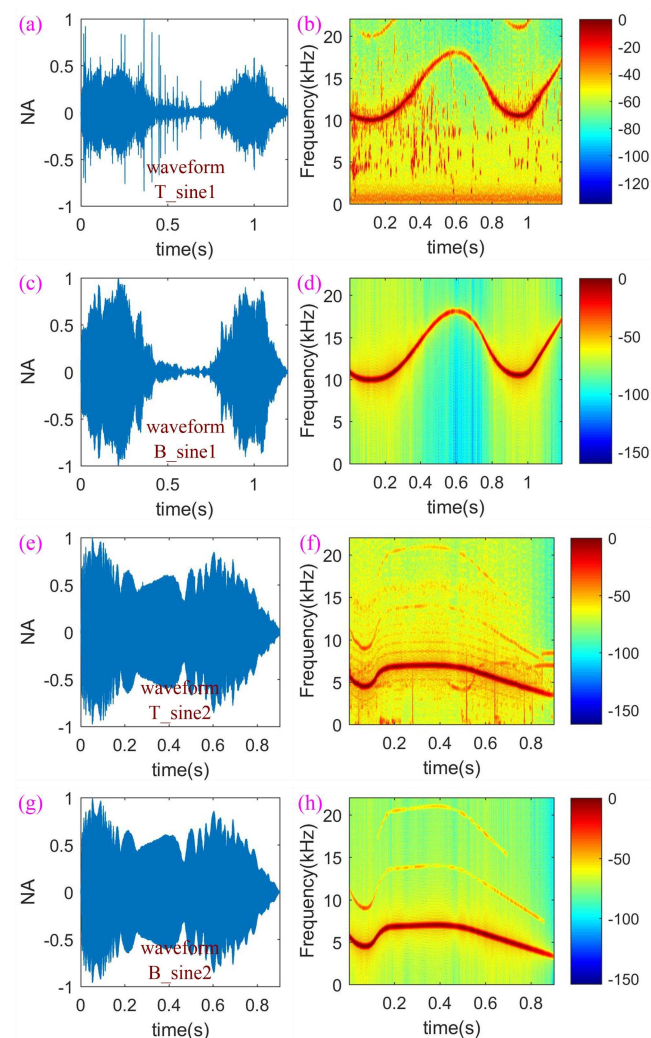 (a)
1
0.5
0
-0.5
-1
NA
waveform
T_sine1
0
0.5
1
time(s)
(b)
20
15
10
5
0
Frequency(kHz)
0.2
0.4
0.6
0.8
1
time(s)
0
-20
-40
-60
-80
-100
-120
(c)
1
0.5
0
-0.5
-1
NA
waveform
B_sine1
0
0.5
1
time(s)
(d)
20
15
10
5
0
Frequency(kHz)
0.2
0.4
0.6
0.8
1
time(s)
0
-50
-100
-150
(e)
1
0.5
0
-0.5
-1
NA
waveform
T_sine2
0
0.2
0.4
0.6
0.8
time(s)
(f)
20
15
10
5
0
Frequency(kHz)
0.2
0.4
0.6
0.8
time(s)
0
-50
-100
-150
(g)
1
0.5
0
-0.5
-1
NA
waveform
B_sine2
0
0.2
0.4
0.6
0.8
time(s)
(h)
20
15
10
5
0
Frequency(kHz)
0.2
0.4
0.6
0.8
time(s)
0
-50
-100
-150